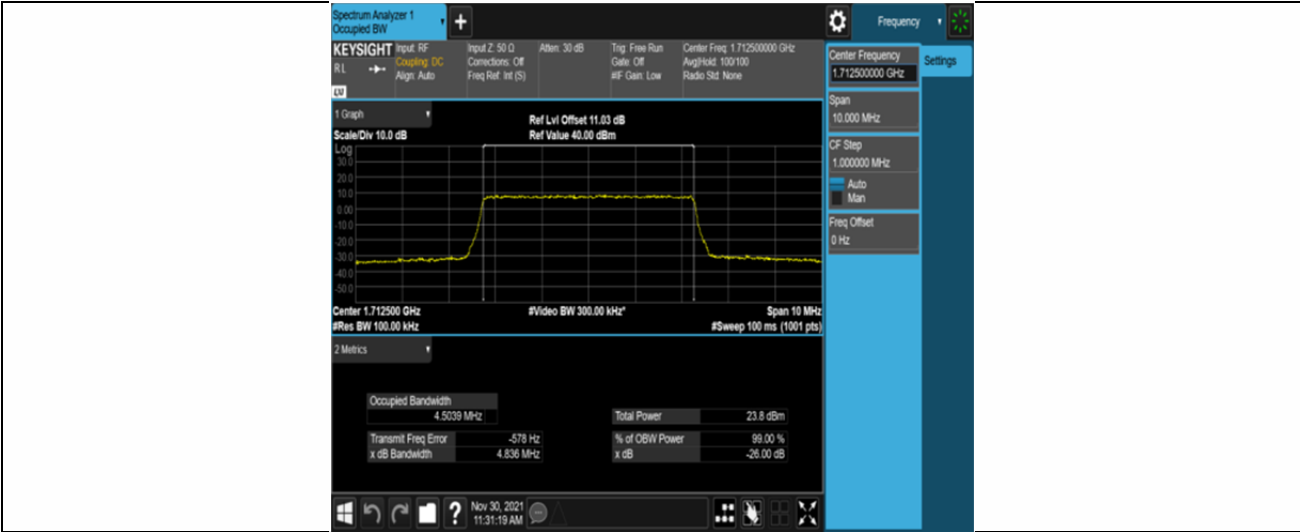 Spectrum Analyzer 1
Occupied BW
+
Frequency
KEYSIGHT
Input: RF
Coupling: DC
Align: Auto
Input Z: 50 Ω
Corrections: Off
Freq Ref: Int (S)
Atten: 30 dB
Trig: Free Run
Gate: Off
#IF Gain: Low
Center Freq: 1.712500000 GHz
Avg|Hold: 100/100
Radio Std: None
RL
LXI
Center Frequency
1.712500000 GHz
Settings
Span
10.000 MHz
CF Step
1.000000 MHz
Auto
Man
Freq Offset
0 Hz
1 Graph
Ref Lvl Offset 11.03 dB
Scale/Div 10.0 dB
Ref Value 40.00 dBm
Log
30.0
20.0
10.0
0.00
-10.0
-20.0
-30.0
-40.0
-50.0
Center 1.712500 GHz
#Video BW 300.00 kHz*
Span 10 MHz
#Res BW 100.00 kHz
#Sweep 100 ms (1001 pts)
2 Metrics
Occupied Bandwidth
4.5039 MHz
Total Power
23.8 dBm
Transmit Freq Error
-578 Hz
% of OBW Power
99.00 %
x dB Bandwidth
4.836 MHz
x dB
-26.00 dB
?
Nov 30, 2021
11:31:19 AM